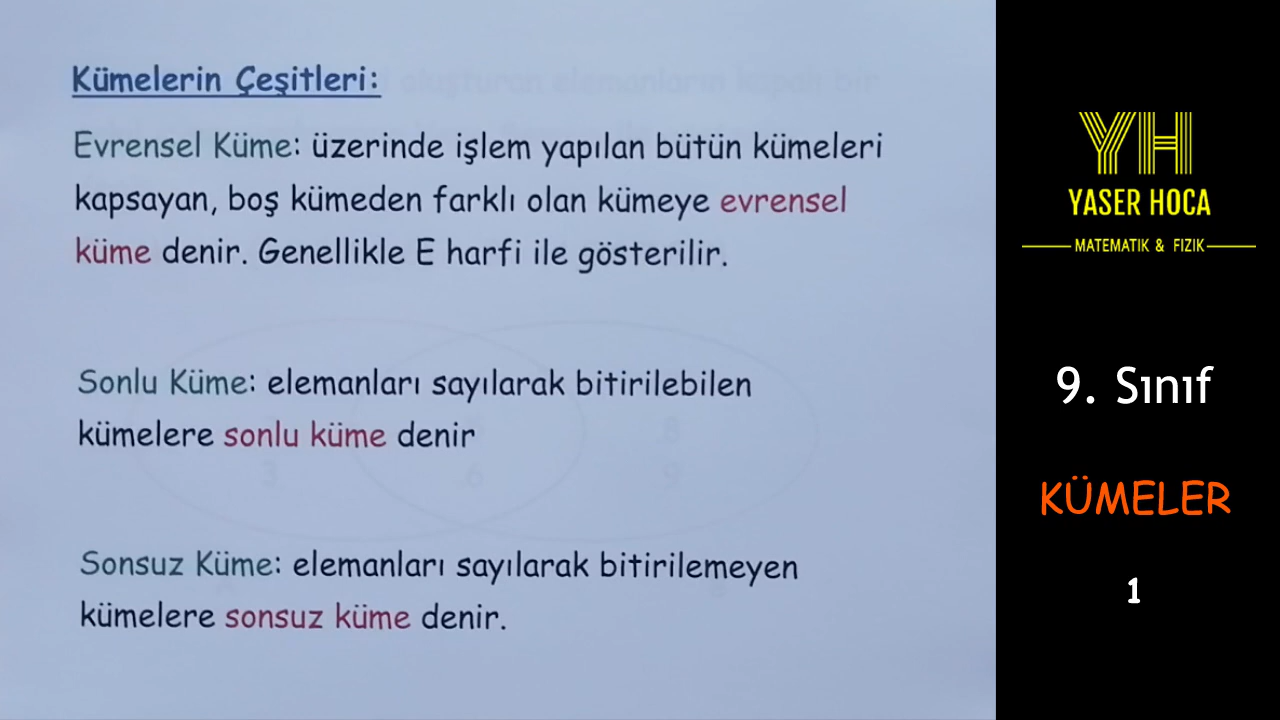 Kümelerin Çeşitleri:
Evrensel Küme: üzerinde işlem yapılan bütün kümeleri
kapsayan, boş kümeden farklı olan kümeye evrensel
küme denir. Genellikle E harfi ile gösterilir.
Sonlu Küme: elemanları sayılarak bitirilebilen
kümelere sonlu küme denir
Sonsuz Küme: elemanları sayılarak bitirilemeyen
kümelere sonsuz küme denir.
YH
YASER HOCA
MATEMATIK & FIZIK
9. Sınıf
KÜMELER
1